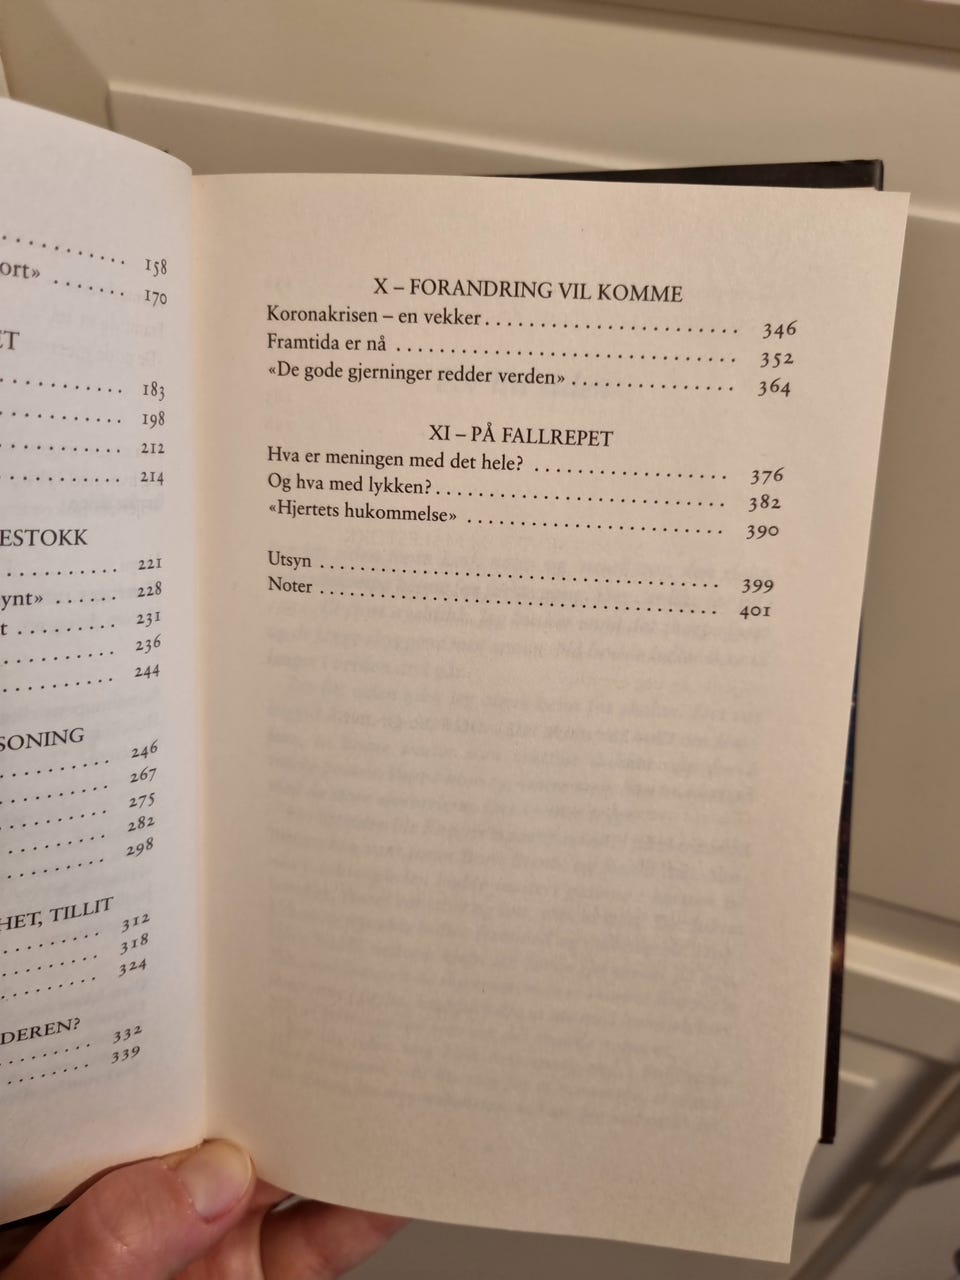 158
ort» 170
ET
183
198
212
214
ESTOKK
221
ynt» 228
t 231
236
244
SONING
246
267
275
282
298
HET, TILLIT
312
318
324
DEREN?
332
339
X – FORANDRING VIL KOMME
Koronakrisen – en vekker 346
Framtida er nå 352
«De gode gjerninger redder verden» 364
XI – PÅ FALLREPET
Hva er meningen med det hele? 376
Og hva med lykken? 382
«Hjertets hukommelse» 390
Utsyn 399
Noter 401